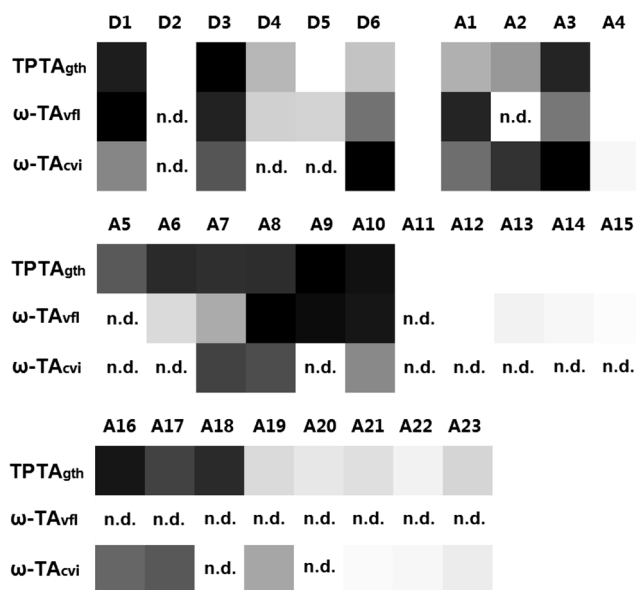 D1 D2 D3 D4 D5 D6 A1 A2 A3 A4
TPTAgth
ω-TAvfl n.d. n.d.
ω-TAcvi n.d. n.d. n.d.
A5 A6 A7 A8 A9 A10 A11 A12 A13 A14 A15
TPTAgth
ω-TAvfl n.d. n.d.
ω-TAcvi n.d. n.d. n.d. n.d. n.d. n.d. n.d. n.d.
A16 A17 A18 A19 A20 A21 A22 A23
TPTAgth
ω-TAvfl n.d. n.d. n.d. n.d. n.d. n.d. n.d. n.d.
ω-TAcvi n.d. n.d.